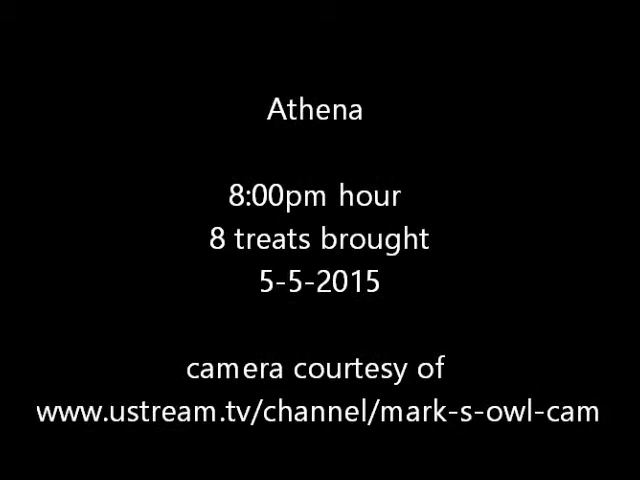 Athena
8:00pm hour
8 treats brought
5-5-2015
camera courtesy of
www.ustream.tv/channel/mark-s-owl-cam